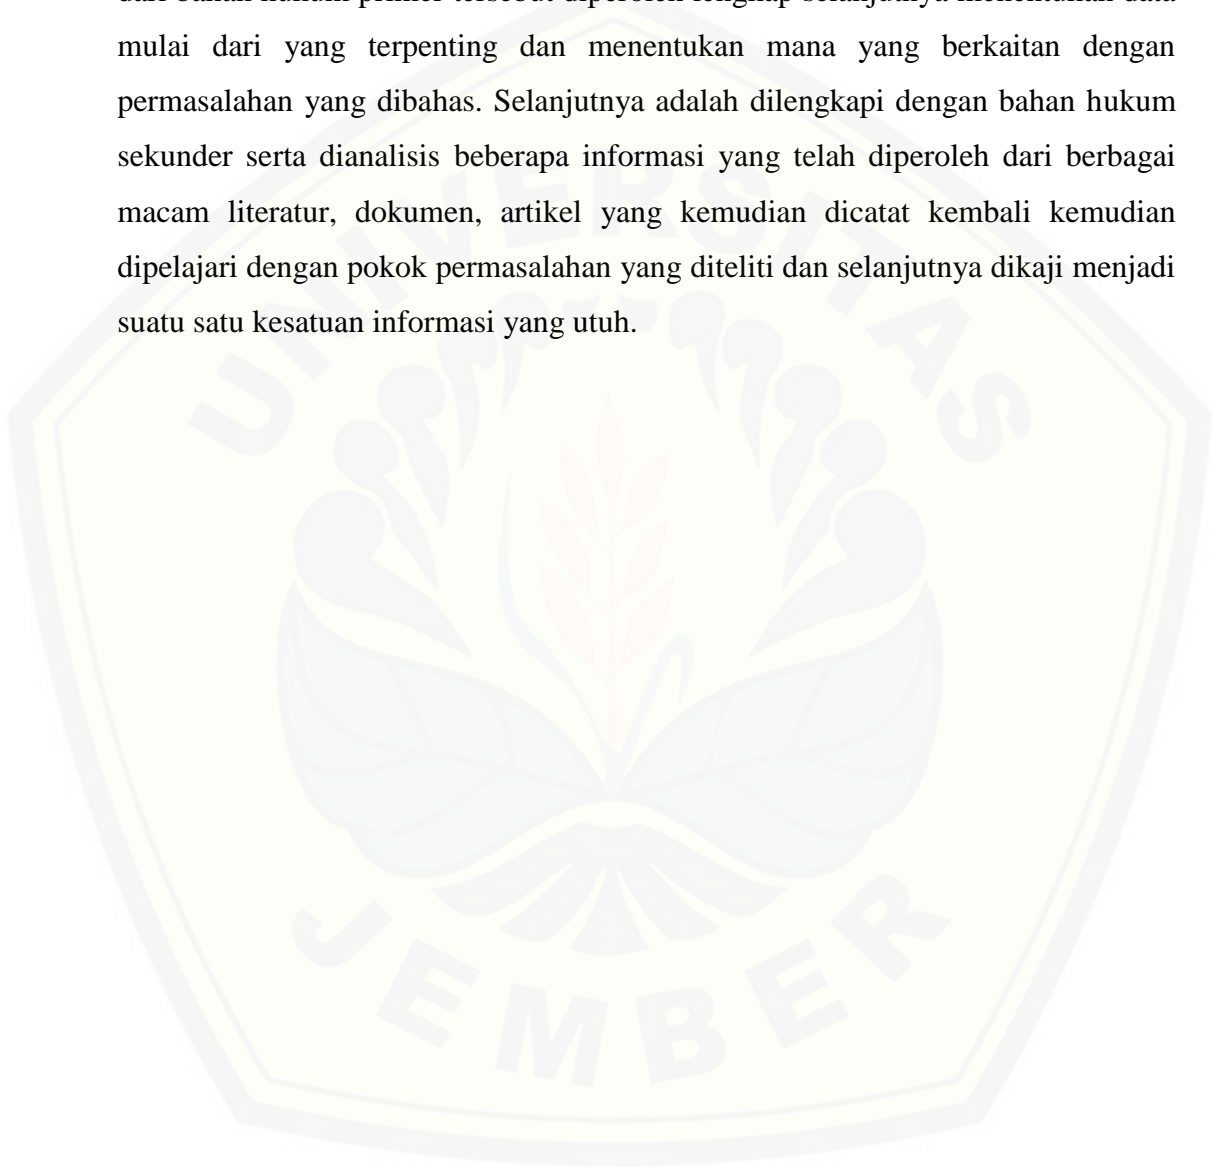 dari bahan hukum primer tersebut diperoleh lengkap selanjutnya menentukan data
mulai dari yang terpenting dan menentukan mana yang berkaitan dengan
permasalahan yang dibahas. Selanjutnya adalah dilengkapi dengan bahan hukum
sekunder serta dianalisis beberapa informasi yang telah diperoleh dari berbagai
macam literatur, dokumen, artikel yang kemudian dicatat kembali kemudian
dipelajari dengan pokok permasalahan yang diteliti dan selanjutnya dikaji menjadi
suatu satu kesatuan informasi yang utuh.
UNIVERSITAS
JEMBER